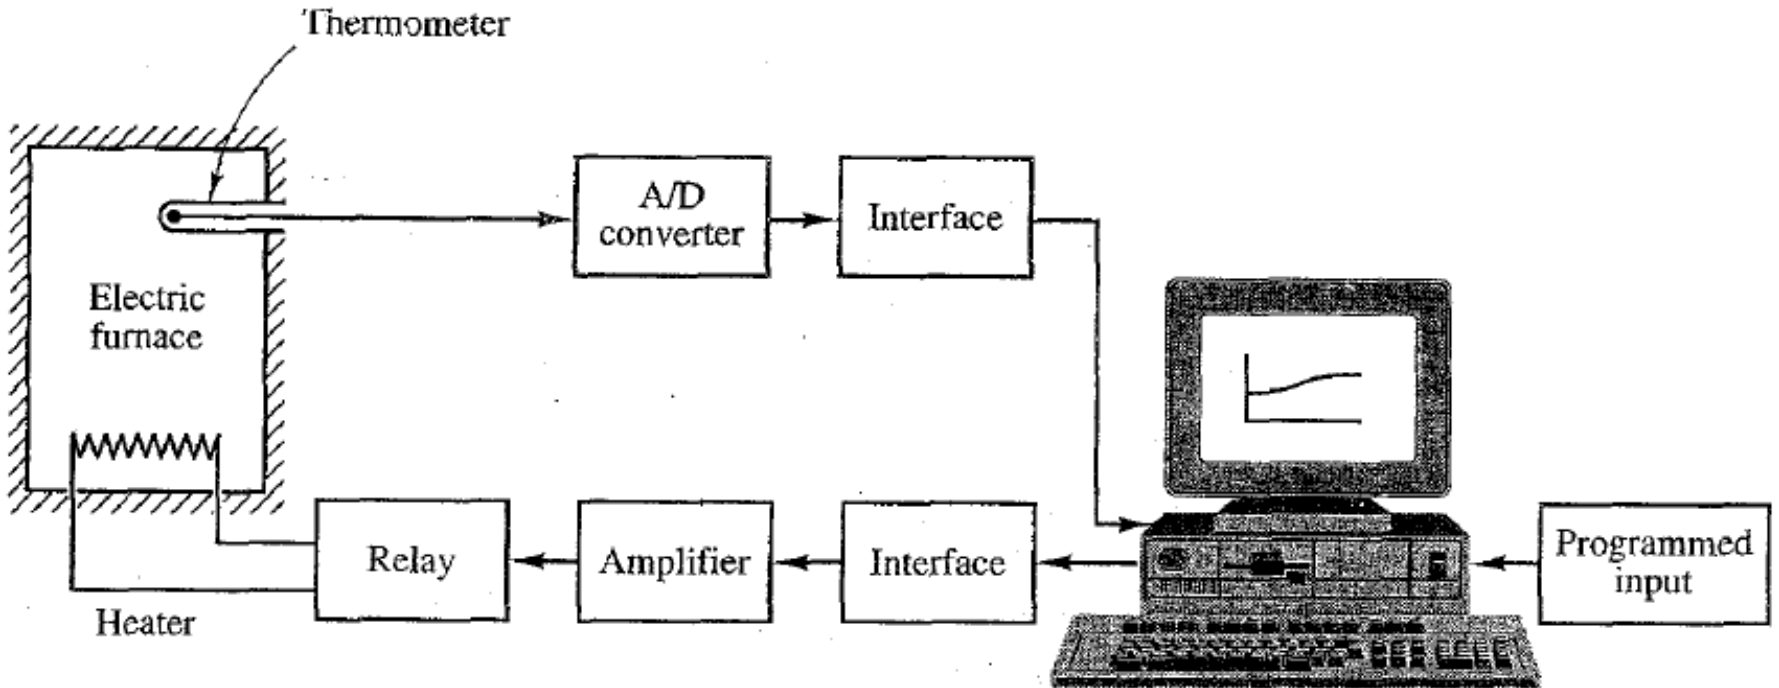 Thermometer
A/D
converter
Interface
Electric
furnace
Relay
Amplifier
Interface
Programmed
input
Heater